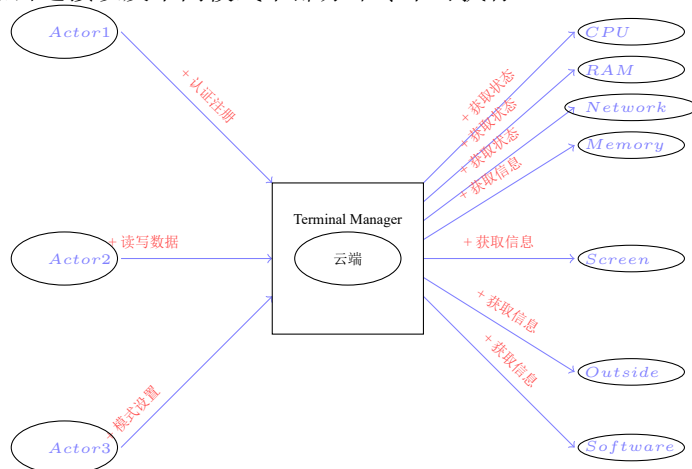 Actor1
+ 认证注册
CPU
RAM
Network
Memory
+ 获取状态
+ 获取状态
+ 获取状态
+ 获取信息
Terminal Manager
云端
Actor2
+ 读写数据
+ 获取信息
Screen
+ 获取信息
Outside
+ 获取信息
Software
Actor3
+ 模式设置